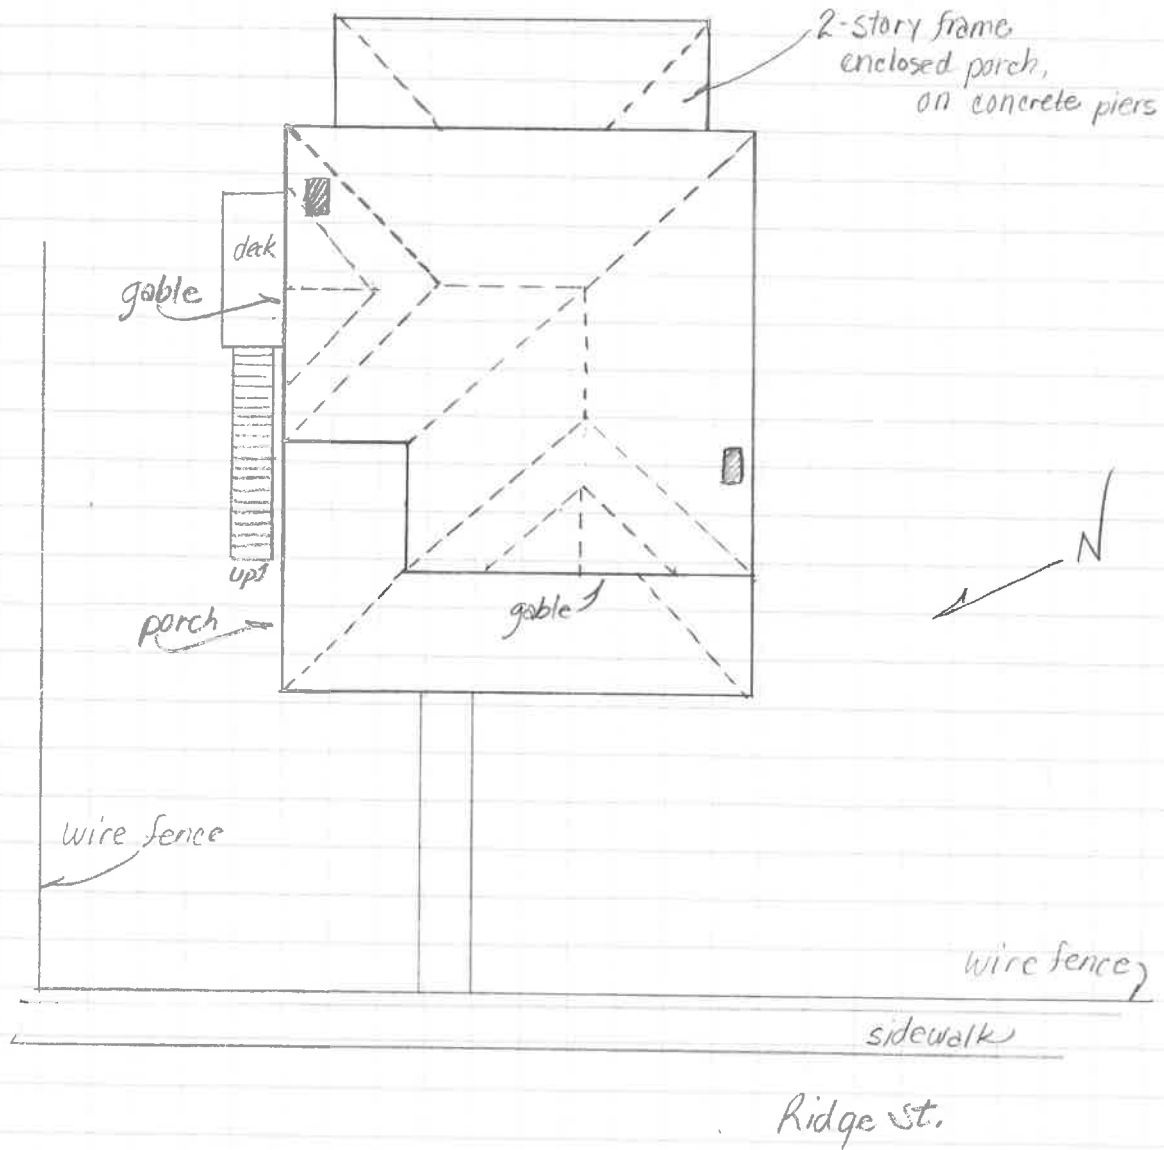 2-story frame
enclosed porch,
on concrete piers
deck
gable
up↑
porch
gable
N
wire fence
wire fence
sidewalk
Ridge St.